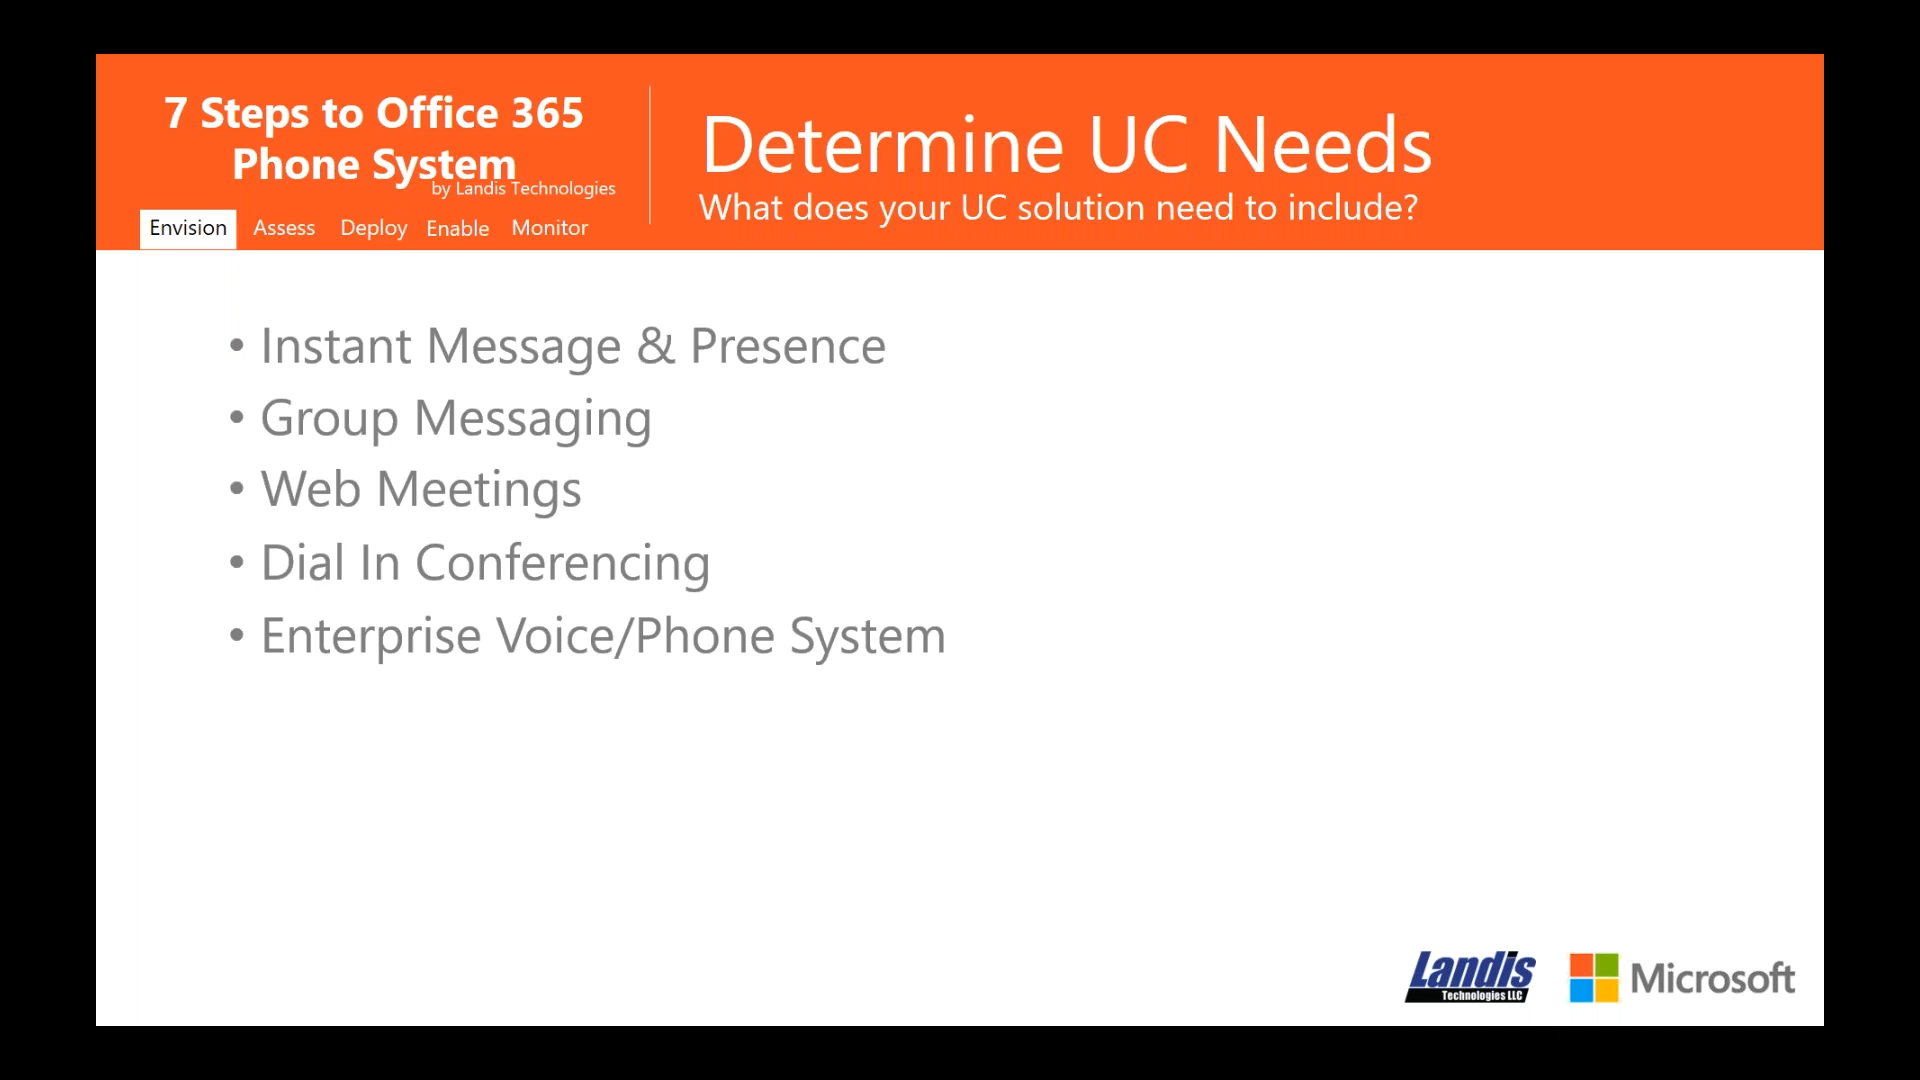 7 Steps to Office 365
Phone System
by Landis Technologies
Envision Assess Deploy Enable Monitor
Determine UC Needs
What does your UC solution need to include?
• Instant Message & Presence
• Group Messaging
• Web Meetings
• Dial In Conferencing
• Enterprise Voice/Phone System
Landis
Technologies LLC
Microsoft